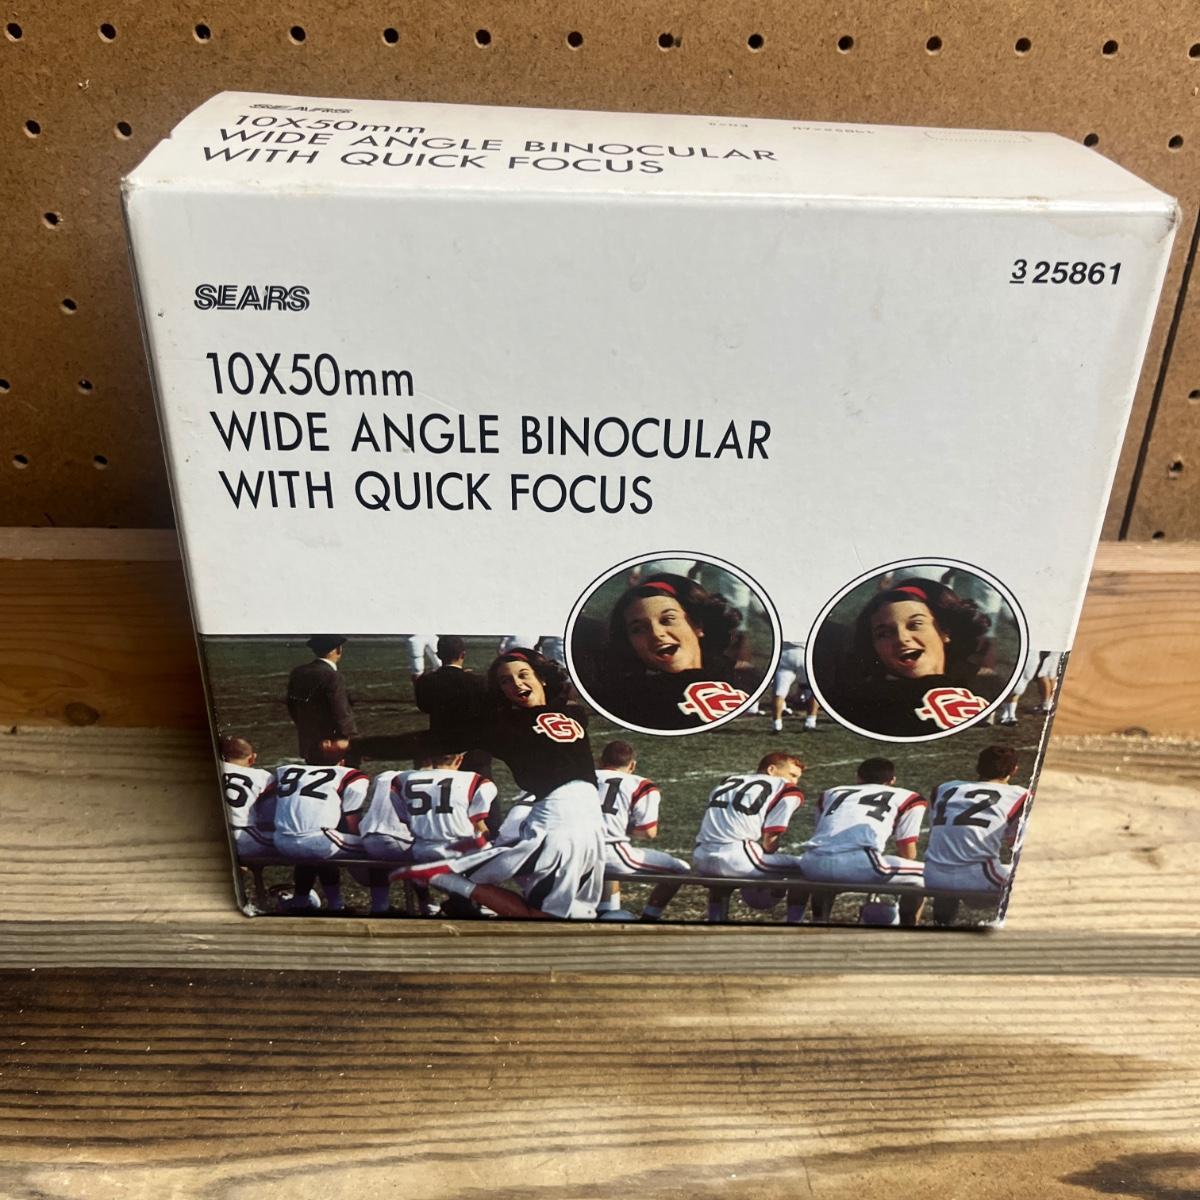 SEARS
10X50mm
WIDE ANGLE BINOCULAR
WITH QUICK FOCUS
SEARS
3 25861
10X50mm
WIDE ANGLE BINOCULAR
WITH QUICK FOCUS
G
G
G
6 92 51 1 20 74 12